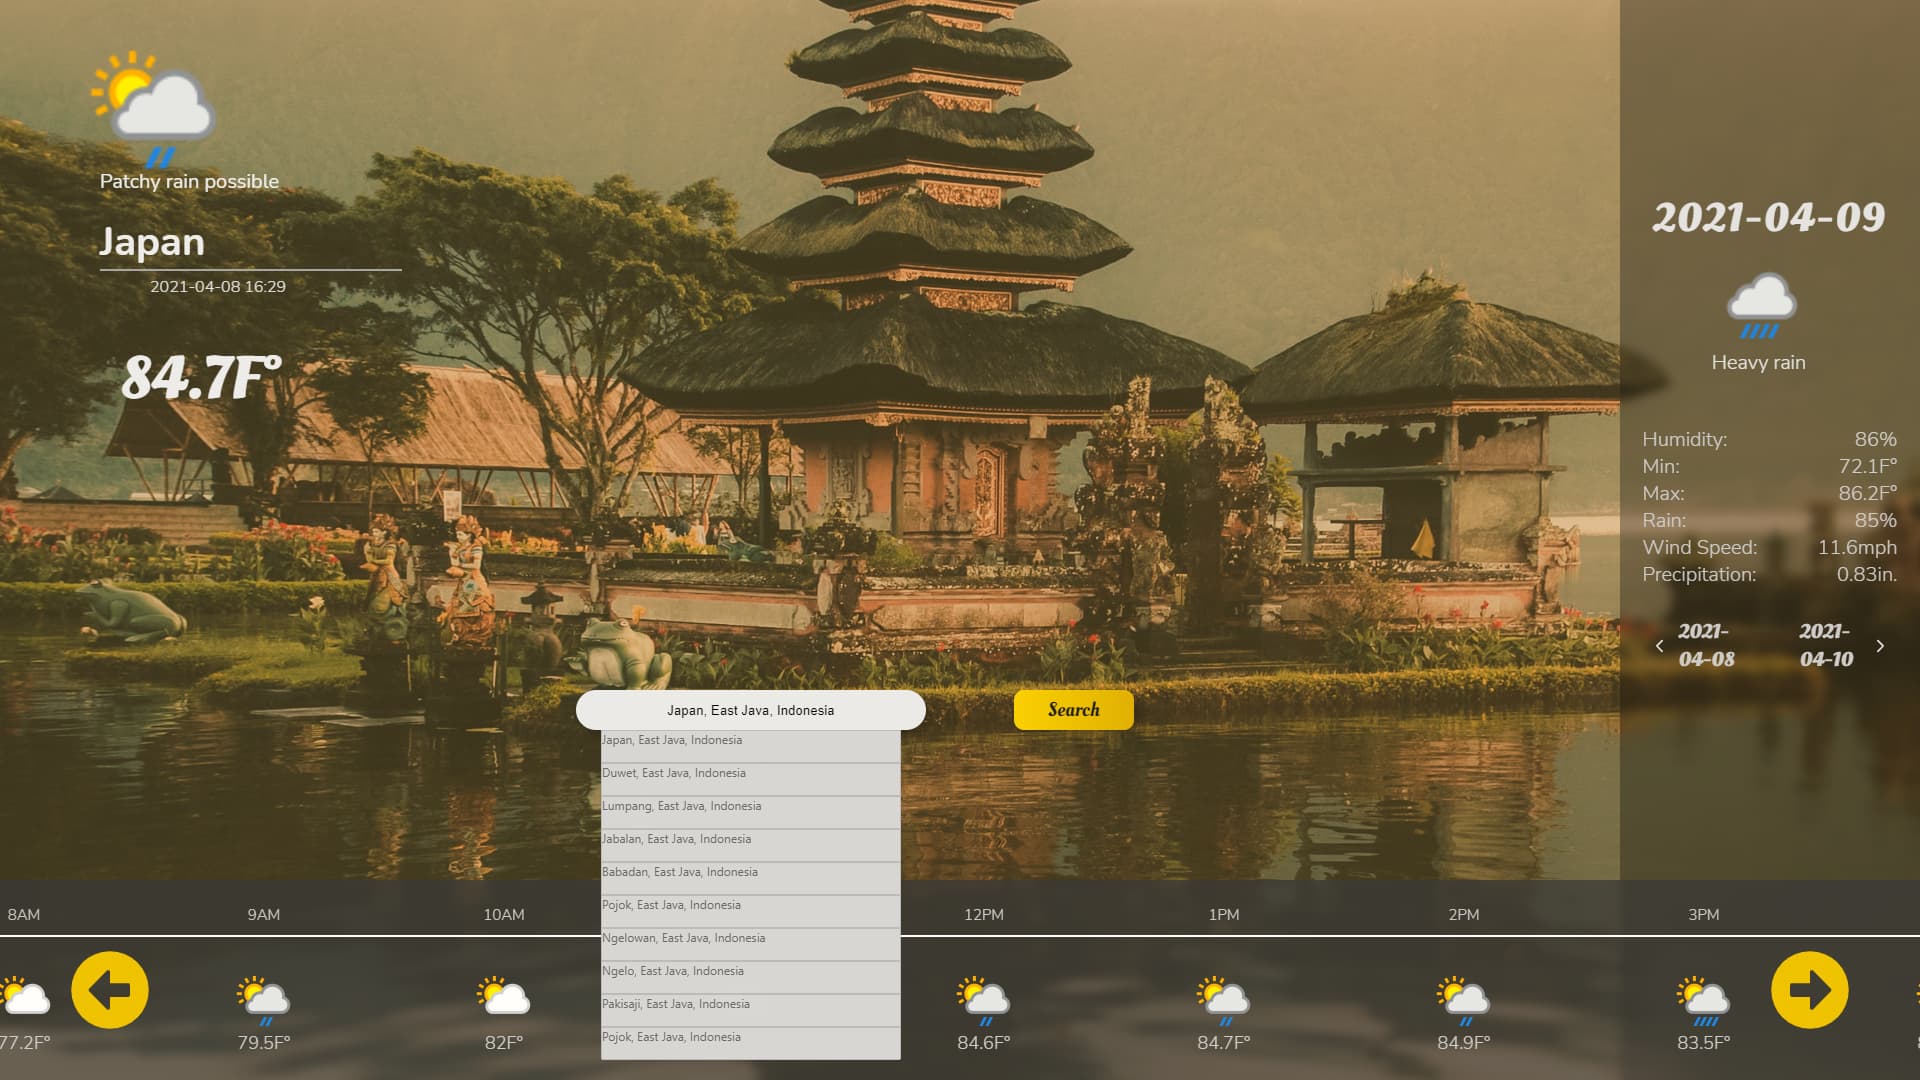 Patchy rain possible
Japan
2021-04-08 16:29
84.7F°
2021-04-09
Heavy rain
Humidity: 86%
Min: 72.1F°
Max: 86.2F°
Rain: 85%
Wind Speed: 11.6mph
Precipitation: 0.83in.
2021-04-08
2021-04-10
Japan, East Java, Indonesia
Search
Japan, East Java, Indonesia
Duwet, East Java, Indonesia
Lumpang, East Java, Indonesia
Jabalan, East Java, Indonesia
Babadan, East Java, Indonesia
Pojok, East Java, Indonesia
Ngelowan, East Java, Indonesia
Ngelo, East Java, Indonesia
Pakisaji, East Java, Indonesia
Pojok, East Java, Indonesia
8AM 9AM 10AM 12PM 1PM 2PM 3PM
77.2F° 79.5F° 82F° 84.6F° 84.7F° 84.9F° 83.5F°